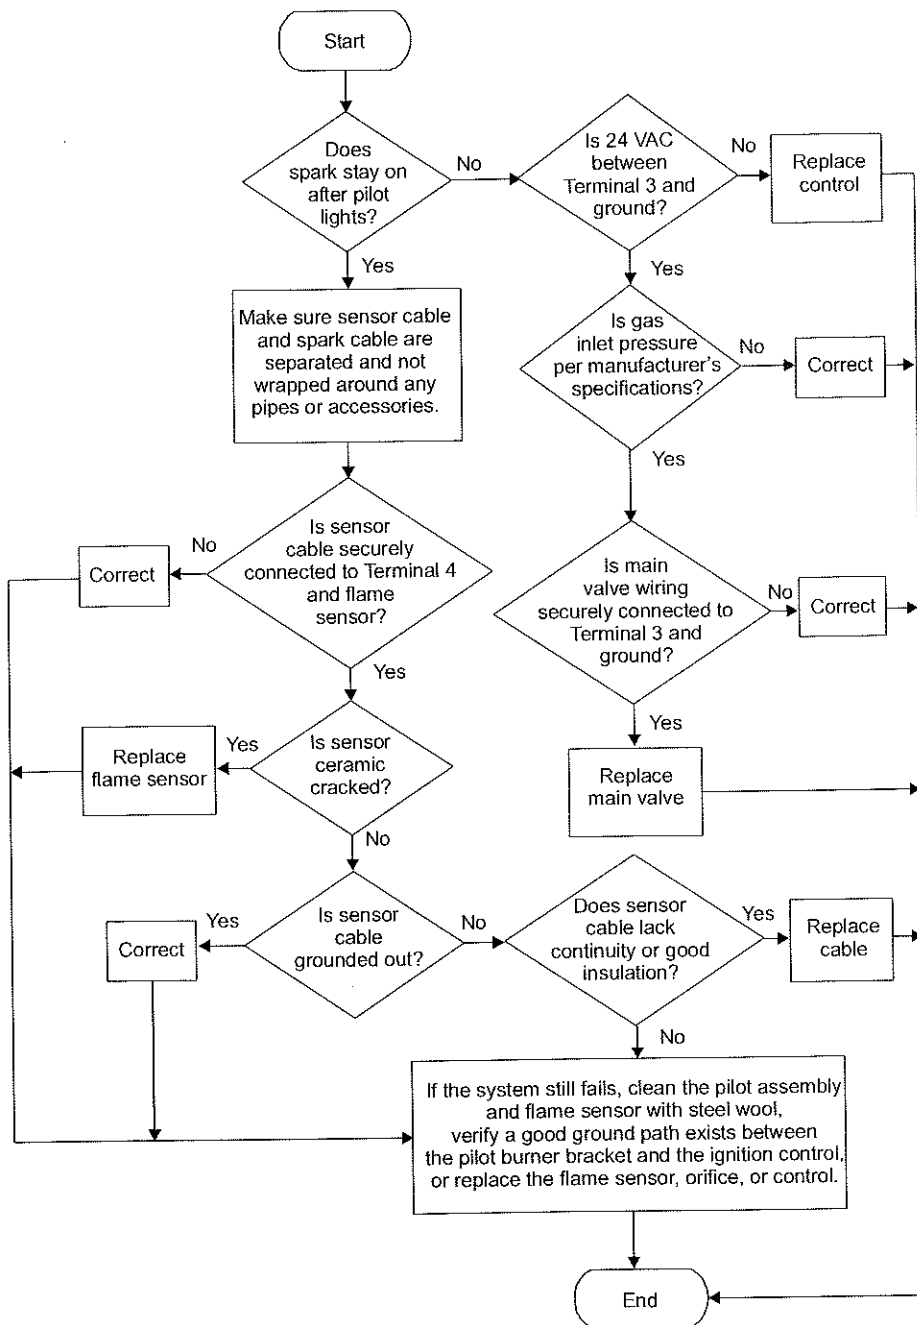 Start
Does
spark stay on
after pilot
lights?
No
Is 24 VAC
between
Terminal 3 and
ground?
No
Replace
control
Yes
Yes
Make sure sensor cable
and spark cable are
separated and not
wrapped around any
pipes or accessories.
Is gas
inlet pressure
per manufacturer's
specifications?
No
Correct
Yes
Is sensor
cable securely
connected to Terminal 4
and flame
sensor?
No
Correct
Is main
valve wiring
securely connected to
Terminal 3 and
ground?
No
Correct
Yes
Yes
Is sensor
ceramic
cracked?
Yes
Replace
flame sensor
Replace
main valve
No
Is sensor
cable
grounded out?
Yes
Correct
No
Does sensor
cable lack
continuity or good
insulation?
Yes
Replace
cable
No
If the system still fails, clean the pilot assembly
and flame sensor with steel wool,
verify a good ground path exists between
the pilot burner bracket and the ignition control,
or replace the flame sensor, orifice, or control.
End